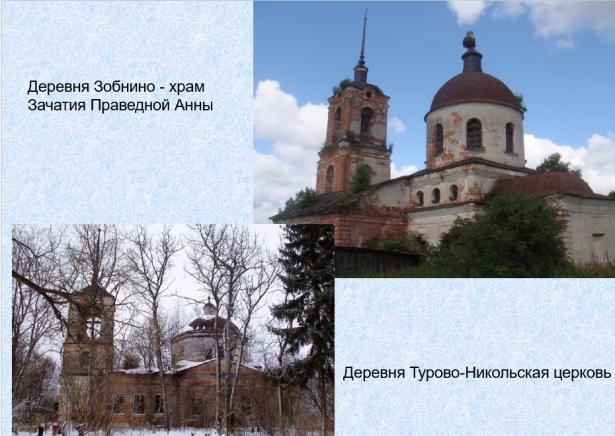 Деревня Зобнино - храм
Зачатия Праведной Анны
Деревня Турово-Никольская церковь